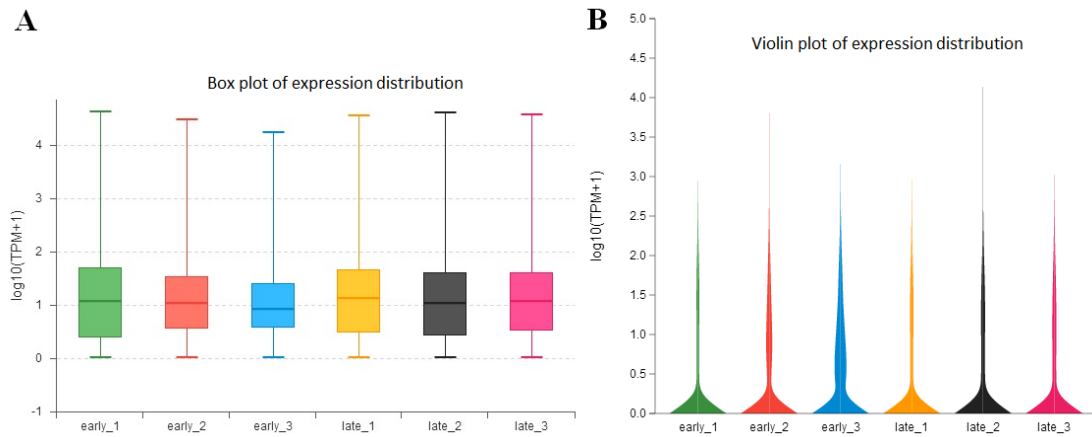 A
Box plot of expression distribution
log10(TPM+1)
4
3
2
1
0
-1
early_1 early_2 early_3 late_1 late_2 late_3
B
Violin plot of expression distribution
log10(TPM+1)
5.0
4.5
4.0
3.5
3.0
2.5
2.0
1.5
1.0
0.5
0.0
early_1 early_2 early_3 late_1 late_2 late_3